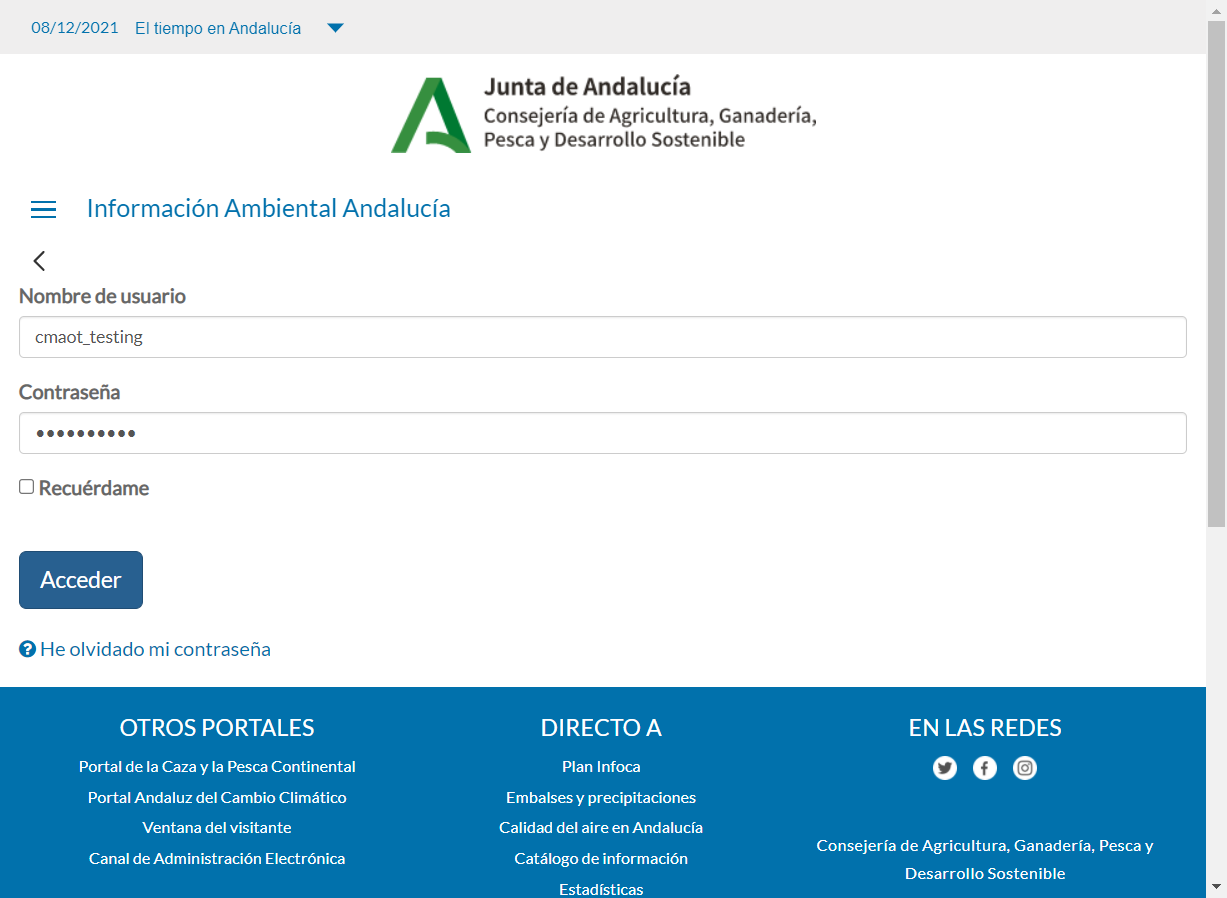 08/12/2021 El tiempo en Andalucía
Junta de Andalucía
Consejería de Agricultura, Ganadería,
Pesca y Desarrollo Sostenible
Información Ambiental Andalucía
Nombre de usuario
cmaot_testing
Contraseña
••••••••••
Recuérdame
Acceder
He olvidado mi contraseña
OTROS PORTALES
Portal de la Caza y la Pesca Continental
Portal Andaluz del Cambio Climático
Ventana del visitante
Canal de Administración Electrónica
DIRECTO A
Plan Infoca
Embalses y precipitaciones
Calidad del aire en Andalucía
Catálogo de información
Estadísticas
EN LAS REDES
Consejería de Agricultura, Ganadería, Pesca y
Desarrollo Sostenible